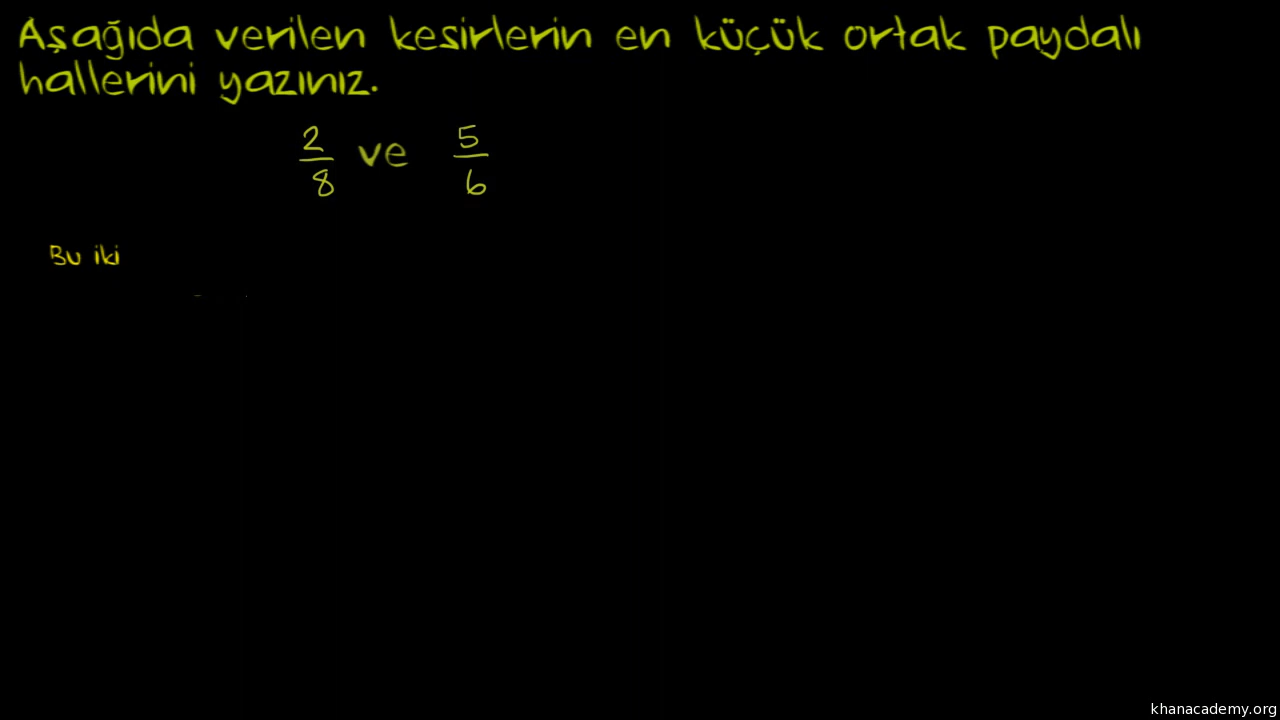 Aşağıda verilen kesirlerin en küçük ortak paydalı
hallerini yazınız.
2/8 ve 5/6
Bu iki
khanacademy.org